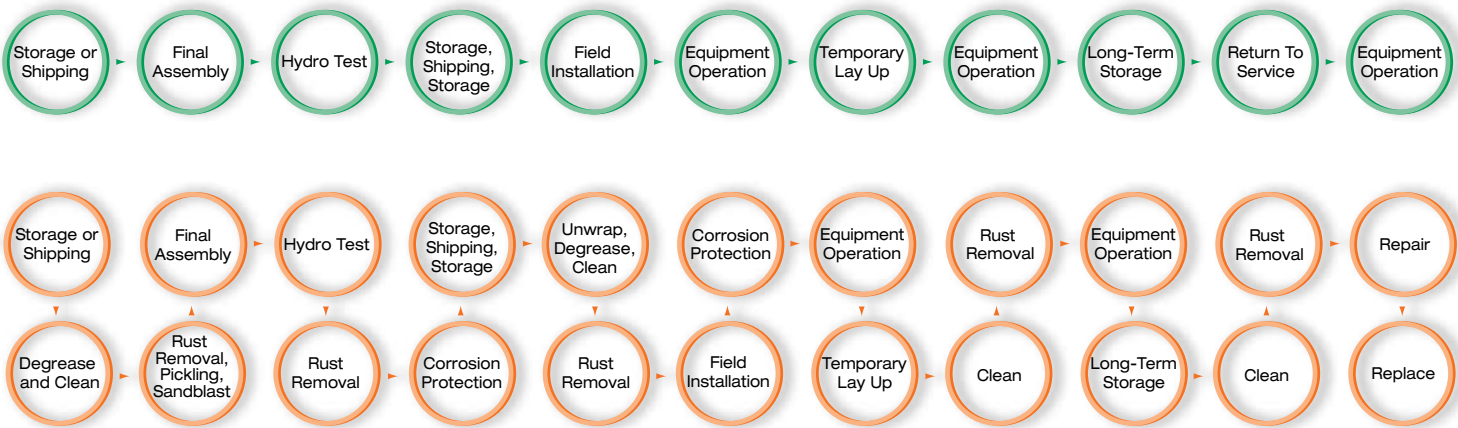 Storage or
Shipping
Final
Assembly
Hydro Test
Storage,
Shipping,
Storage
Field
Installation
Equipment
Operation
Temporary
Lay Up
Equipment
Operation
Long-Term
Storage
Return To
Service
Equipment
Operation
Storage or
Shipping
Final
Assembly
Hydro Test
Storage,
Shipping,
Storage
Unwrap,
Degrease,
Clean
Corrosion
Protection
Equipment
Operation
Rust
Removal
Equipment
Operation
Rust
Removal
Repair
Degrease
and Clean
Rust
Removal,
Pickling,
Sandblast
Rust
Removal
Corrosion
Protection
Rust
Removal
Field
Installation
Temporary
Lay Up
Clean
Long-Term
Storage
Clean
Replace